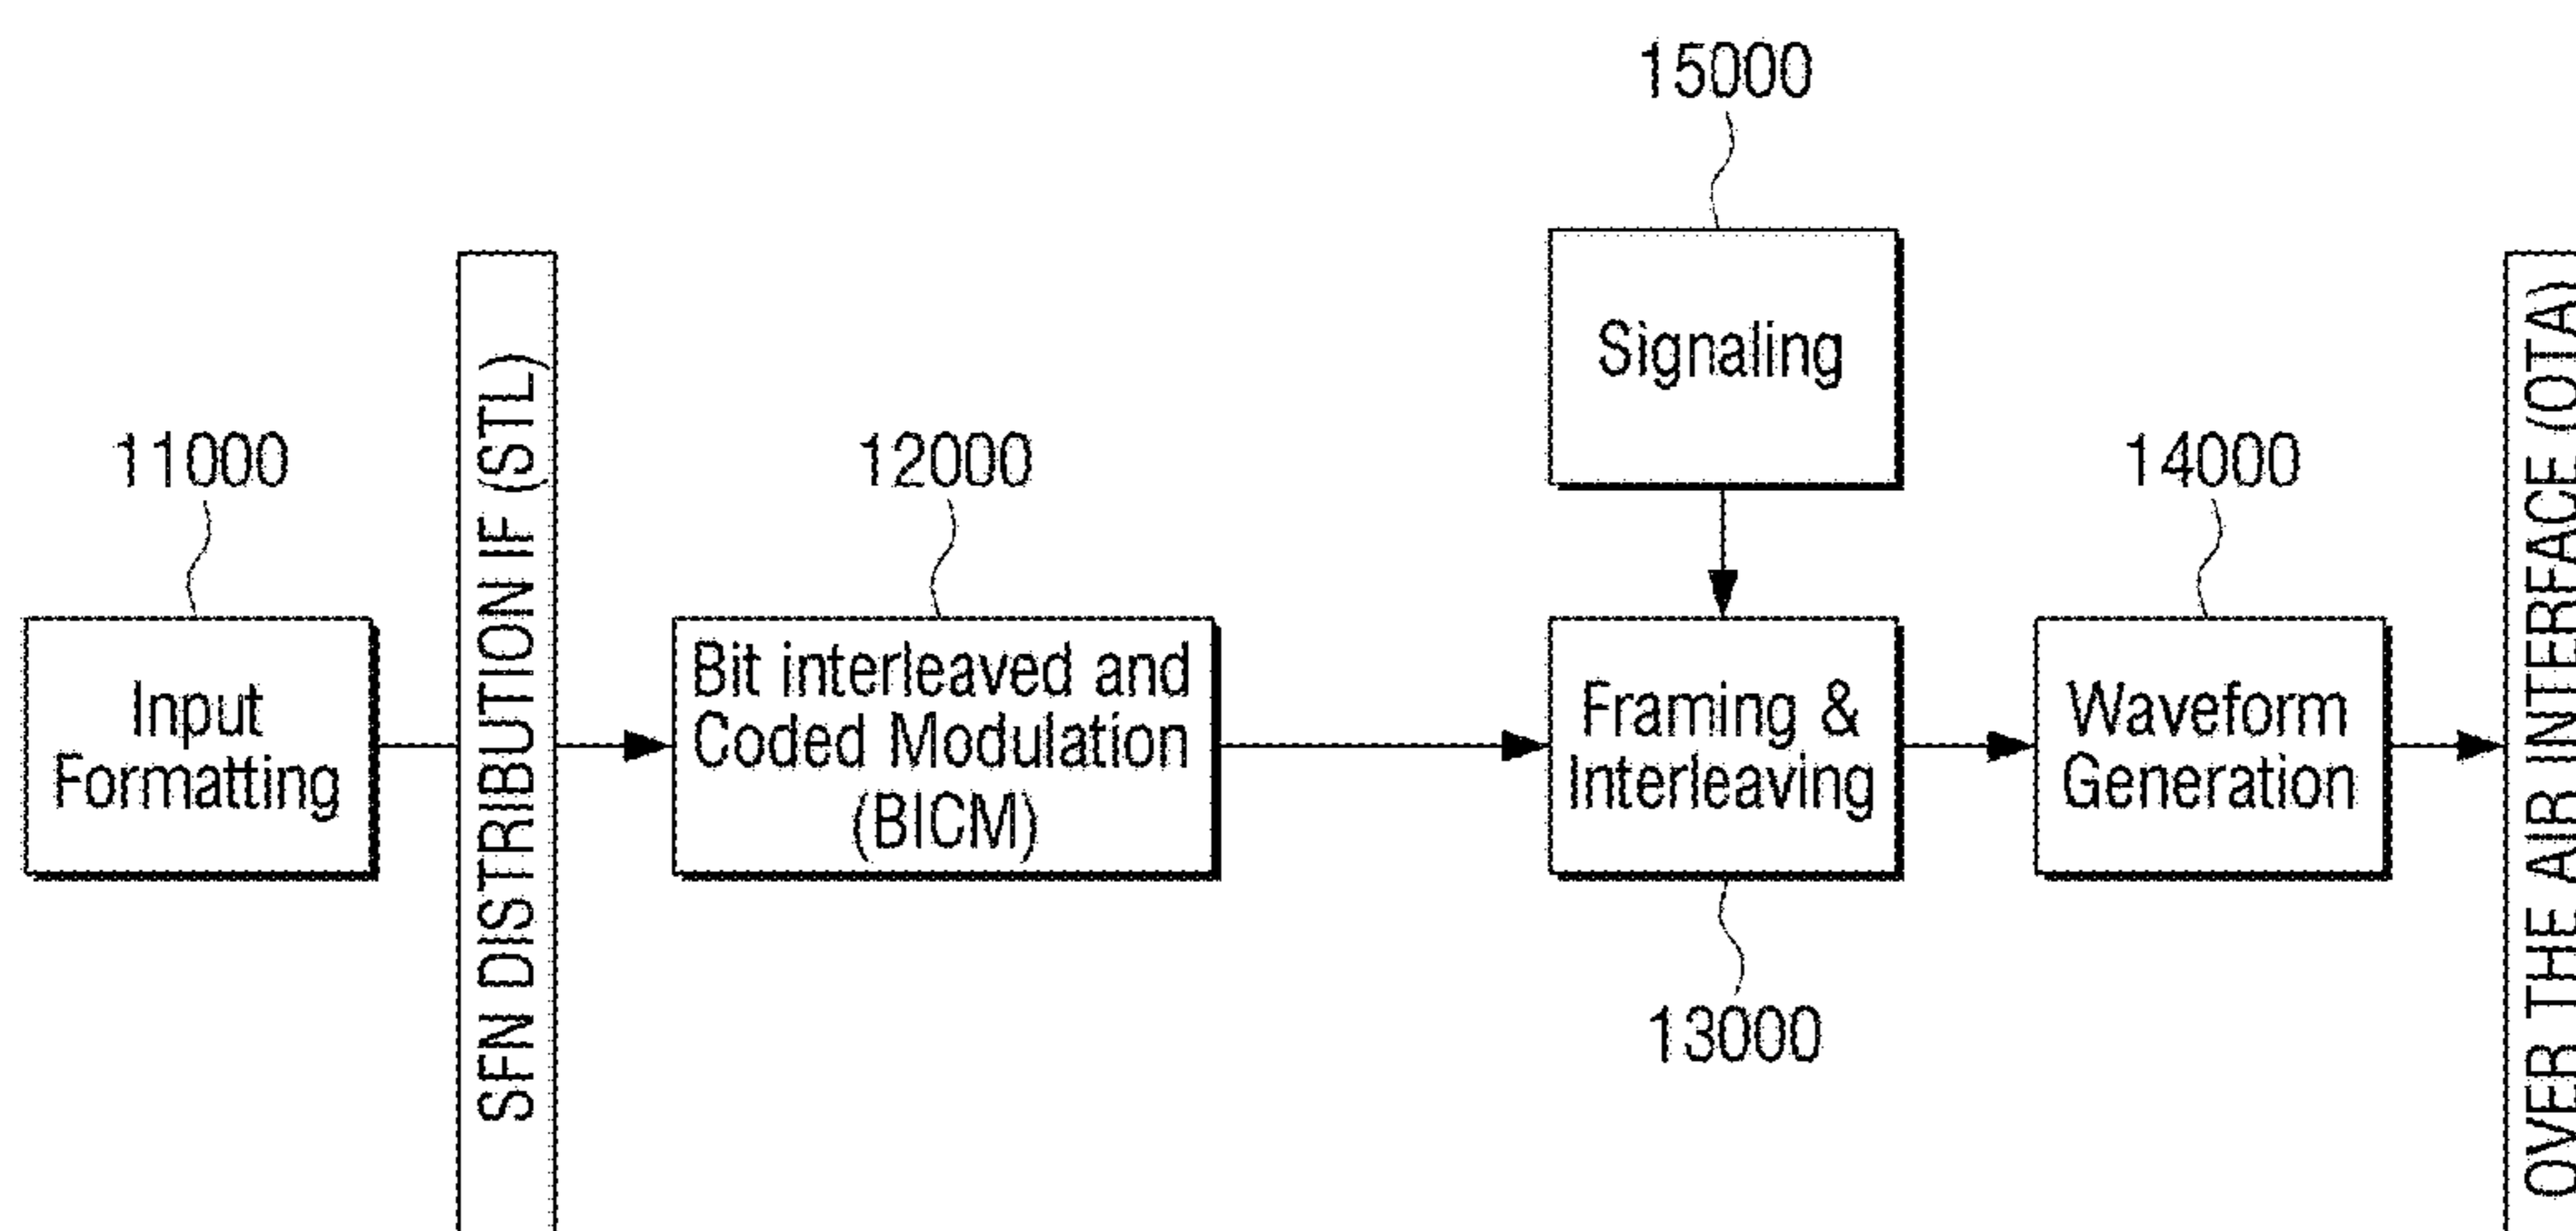 15000
Signaling
11000
12000
14000
Input
Formatting
SFN DISTRIBUTION IF (STL)
Bit interleaved and
Coded Modulation
(BICM)
Framing &
Interleaving
Waveform
Generation
OVER THE AIR INTERFACE (OTA)
13000